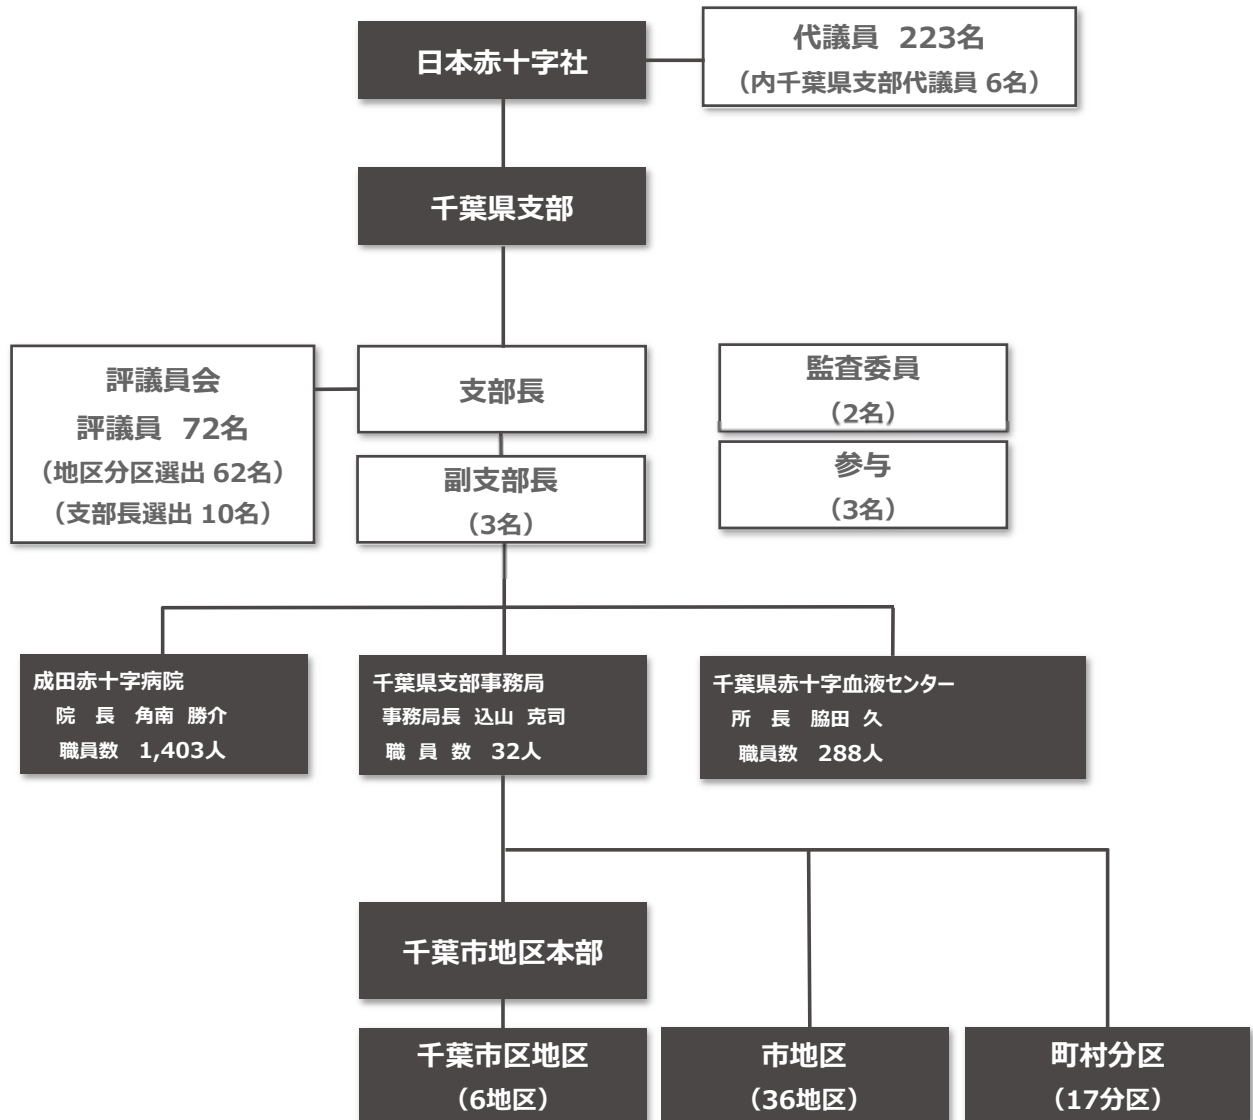 日本赤十字社
代議員 223名
（内千葉県支部代議員 6名）
千葉県支部
評議員会
評議員 72名
（地区分区選出 62名）
（支部長選出 10名）
支部長
副支部長
（3名）
監査委員
（2名）
参与
（3名）
成田赤十字病院
院 長 角南 勝介
職員数 1,403人
千葉県支部事務局
事務局長 込山 克司
職 員 数 32人
千葉県赤十字血液センター
所 長 脇田 久
職員数 288人
千葉市地区本部
千葉市区地区
（6地区）
市地区
（36地区）
町村分区
（17分区）